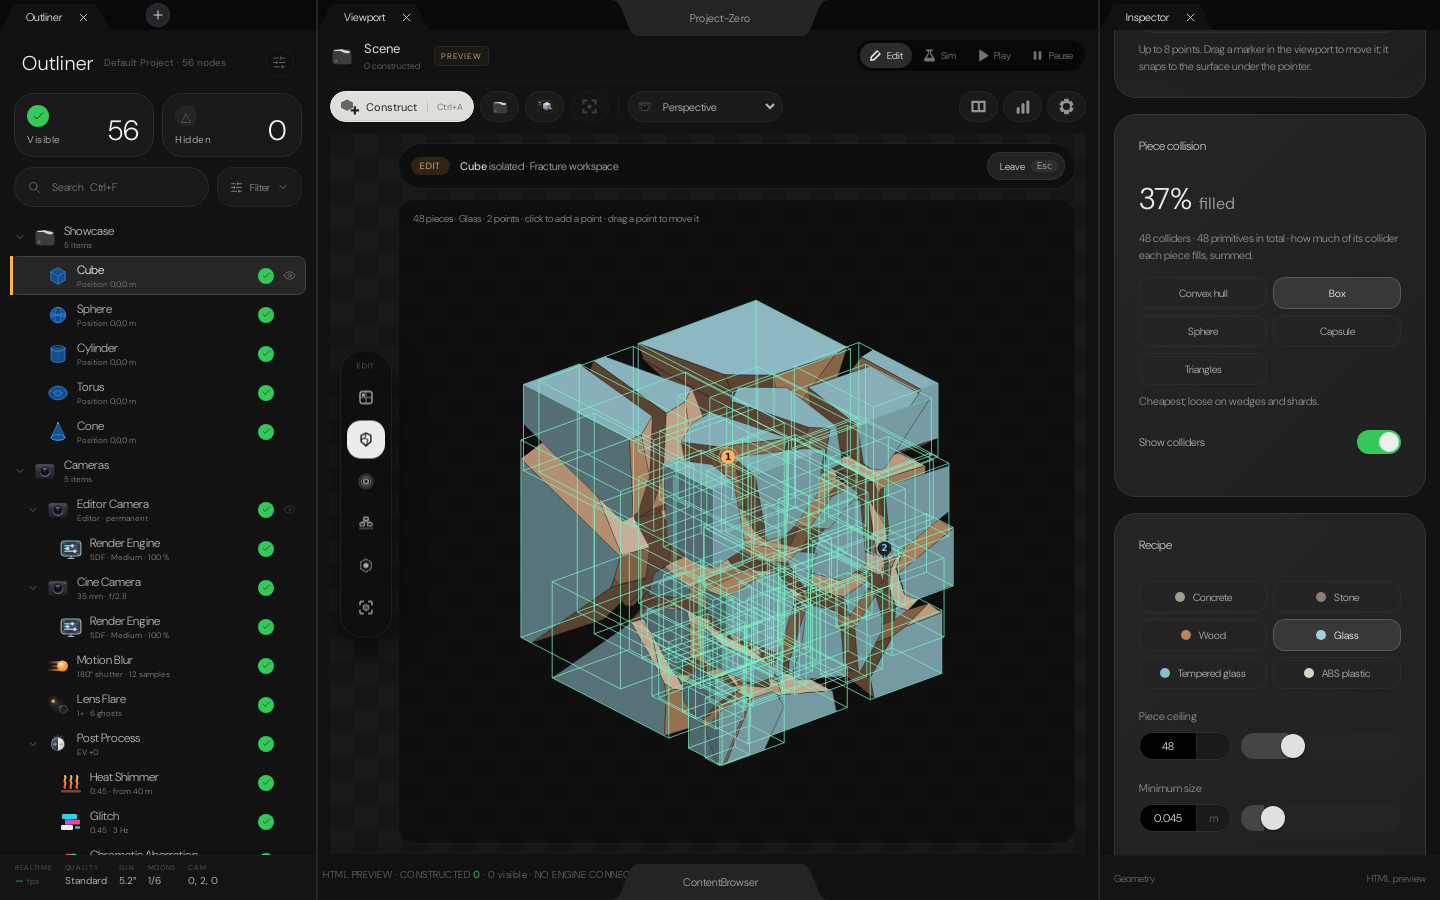 Outliner
Viewport
Project-Zero
Inspector
Outliner
Default Project · 56 nodes
Visible
56
Hidden
0
Search Ctrl+F
Filter
Showcase
5 items
Cube
Position 0,0,0 m
Sphere
Position 0,0,0 m
Cylinder
Position 0,0,0 m
Torus
Position 0,0,0 m
Cone
Position 0,0,0 m
Cameras
5 items
Editor Camera
Editor · permanent
Render Engine
SDF · Medium · 100 %
Cine Camera
35 mm · f/2.8
Render Engine
SDF · Medium · 100 %
Motion Blur
180° shutter · 12 samples
Lens Flare
1× · 6 ghosts
Post Process
EV +0
Heat Shimmer
0.45 · from 40 m
Glitch
0.45 · 3 Hz
Chromatic Aberration
REALTIME
— fps
QUALITY
Standard
SUN
5.2°
MOONS
1/6
CAM
0, 2, 0
Scene
0 constructed
PREVIEW
Edit
Sim
Play
Pause
Construct
Ctrl+A
Perspective
EDIT
Cube isolated · Fracture workspace
Leave
Esc
48 pieces · Glass · 2 points · click to add a point · drag a point to move it
EDIT
1
2
HTML PREVIEW · CONSTRUCTED 0 · 0 visible · NO ENGINE CONNEC
ContentBrowser
Up to 8 points. Drag a marker in the viewport to move it; it
snaps to the surface under the pointer.
Piece collision
37% filled
48 colliders · 48 primitives in total · how much of its collider
each piece fills, summed.
Convex hull
Box
Sphere
Capsule
Triangles
Cheapest; loose on wedges and shards.
Show colliders
Recipe
Concrete
Stone
Wood
Glass
Tempered glass
ABS plastic
Piece ceiling
48
Minimum size
0.045
m
Geometry
HTML preview